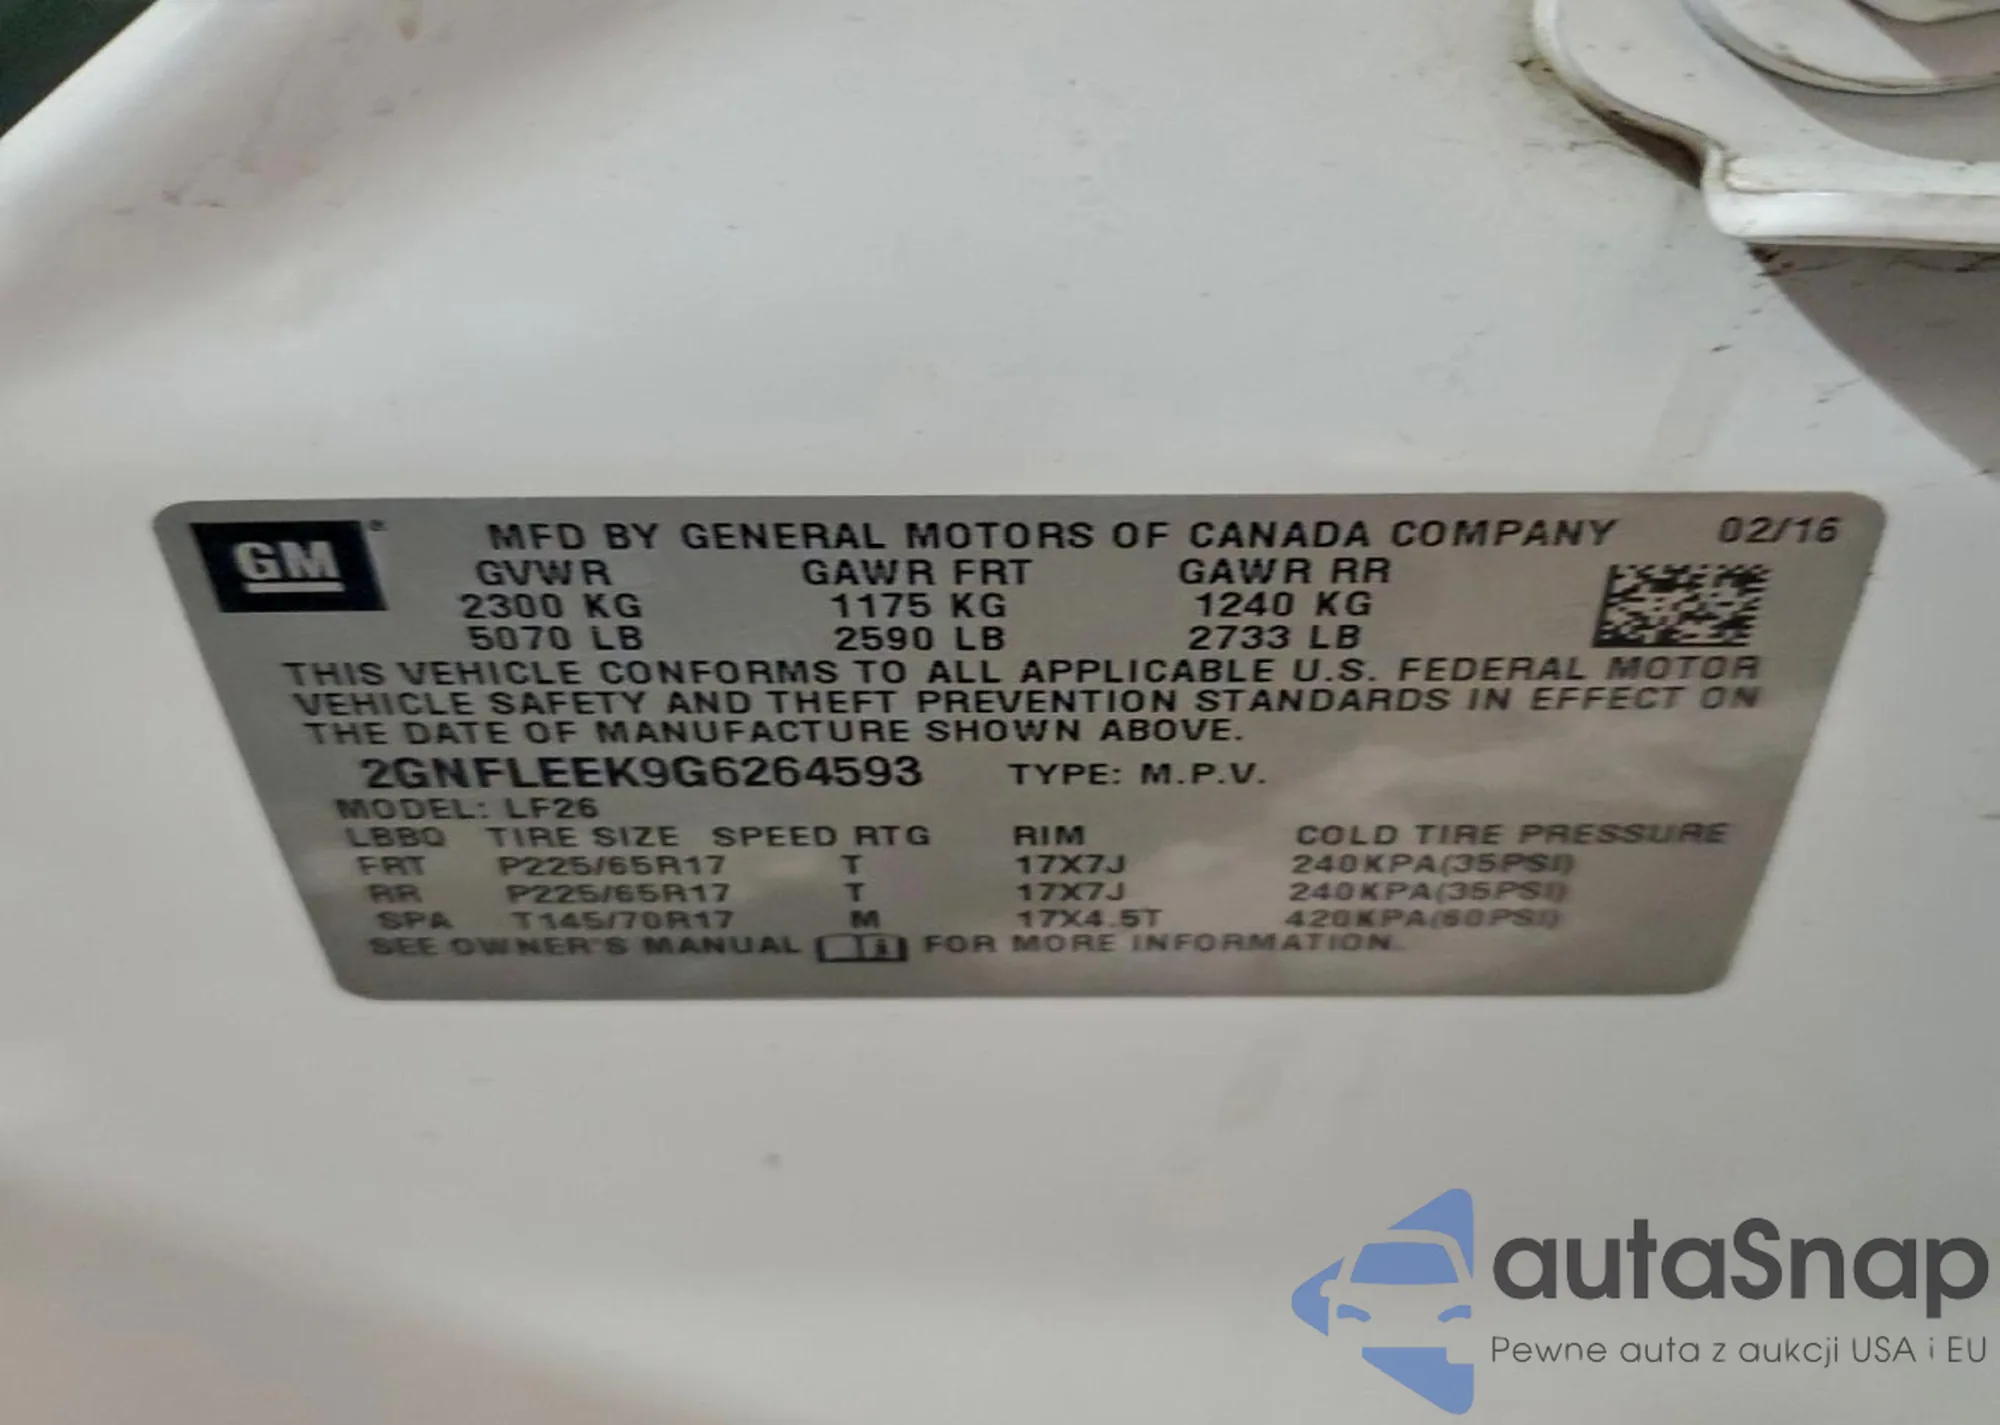 GM® MFD BY GENERAL MOTORS OF CANADA COMPANY 02/16
GVWR GAWR FRT GAWR RR
2300 KG 1175 KG 1240 KG
5070 LB 2590 LB 2733 LB
THIS VEHICLE CONFORMS TO ALL APPLICABLE U.S. FEDERAL MOTOR
VEHICLE SAFETY AND THEFT PREVENTION STANDARDS IN EFFECT ON
THE DATE OF MANUFACTURE SHOWN ABOVE.
2GNFLEEK9G6264593 TYPE: M.P.V.
MODEL: LF26
LBBQ TIRE SIZE SPEED RTG RIM COLD TIRE PRESSURE
FRT P225/65R17 T 17X7J 240KPA(35PSI)
RR P225/65R17 T 17X7J 240KPA(35PSI)
SPA T145/70R17 M 17X4.5T 420KPA(60PSI)
SEE OWNER'S MANUAL FOR MORE INFORMATION.
autaSnap
Pewne auta z aukcji USA i EU